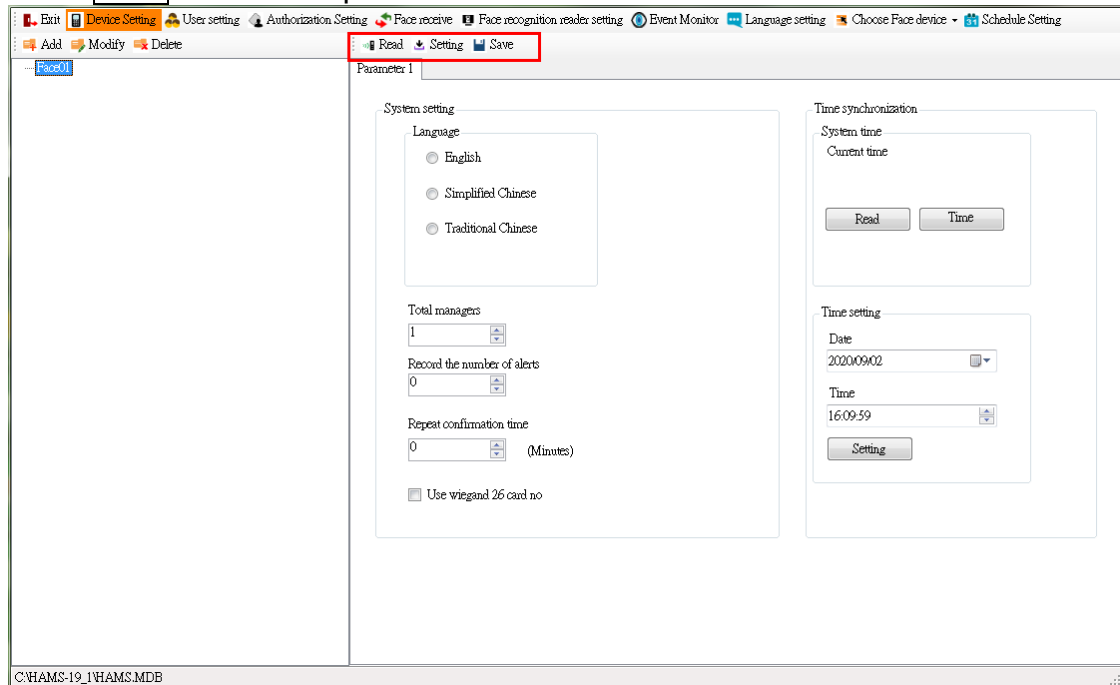 Exit Device Setting User setting Authorization Setting Face receive Face recognition reader setting Event Monitor Language setting Choose Face device Schedule Setting
Add Modify Delete Read Setting Save
Face01 Parameter 1
System setting Time synchronization
Language System time
English Current time
Simplified Chinese
Read Time
Traditional Chinese
Total managers Time setting
1 Date
Record the number of alerts 2020/09/02
0
Time
Repeat confirmation time 16:09:59
0 (Minutes) Setting
Use wiegand 26 card no
C:\HAMS-19_1\HAMS.MDB